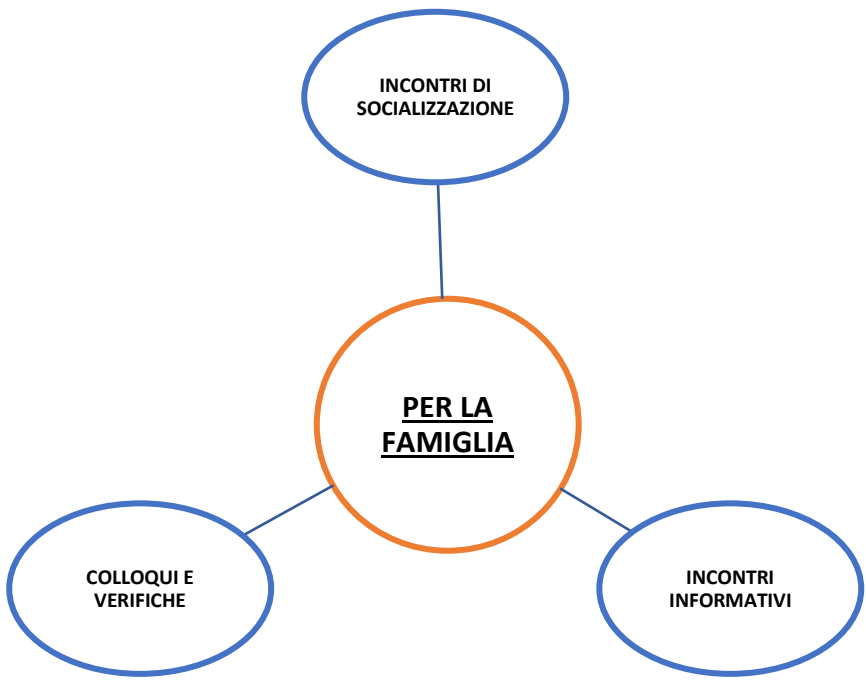 INCONTRI DI
SOCIALIZZAZIONE
PER LA
FAMIGLIA
COLLOQUI E
VERIFICHE
INCONTRI
INFORMATIVI